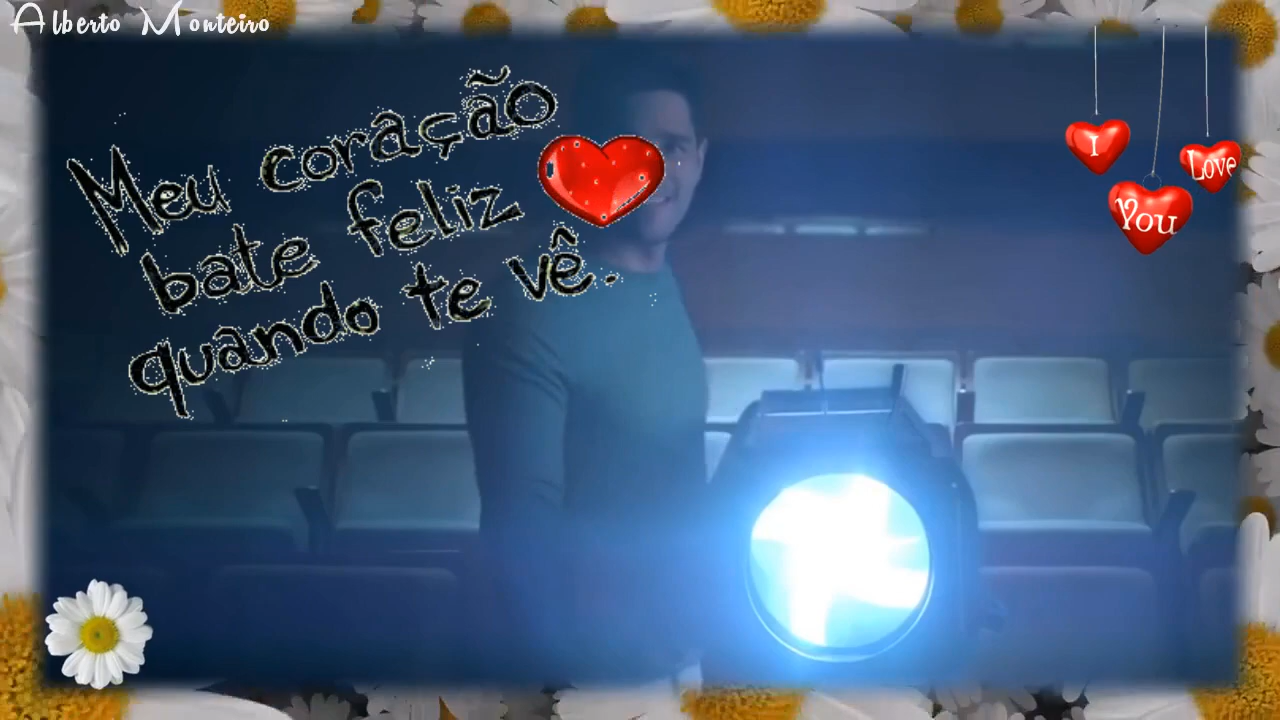 Alberto Monteiro
Meu coração
bate feliz
quando te vê.
I
Love
You